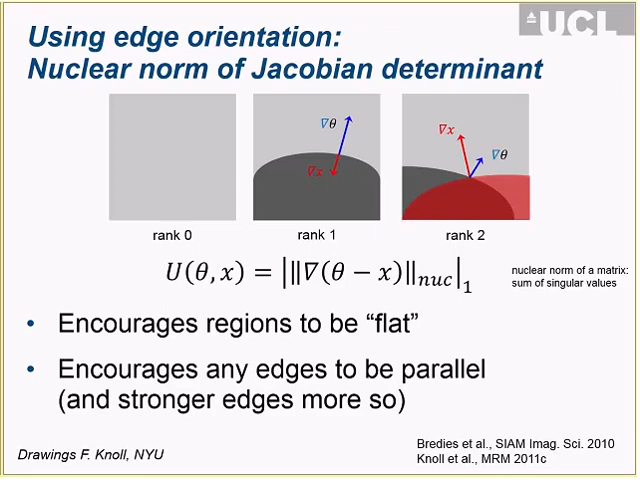 UCL
Using edge orientation:
Nuclear norm of Jacobian determinant
∇θ
∇x
∇x
∇θ
rank 0
rank 1
rank 2
U(θ, x) = |‖∇(θ − x)‖nuc|1
nuclear norm of a matrix:
sum of singular values
• Encourages regions to be “flat”
• Encourages any edges to be parallel
(and stronger edges more so)
Drawings F. Knoll, NYU
Bredies et al., SIAM Imag. Sci. 2010
Knoll et al., MRM 2011c